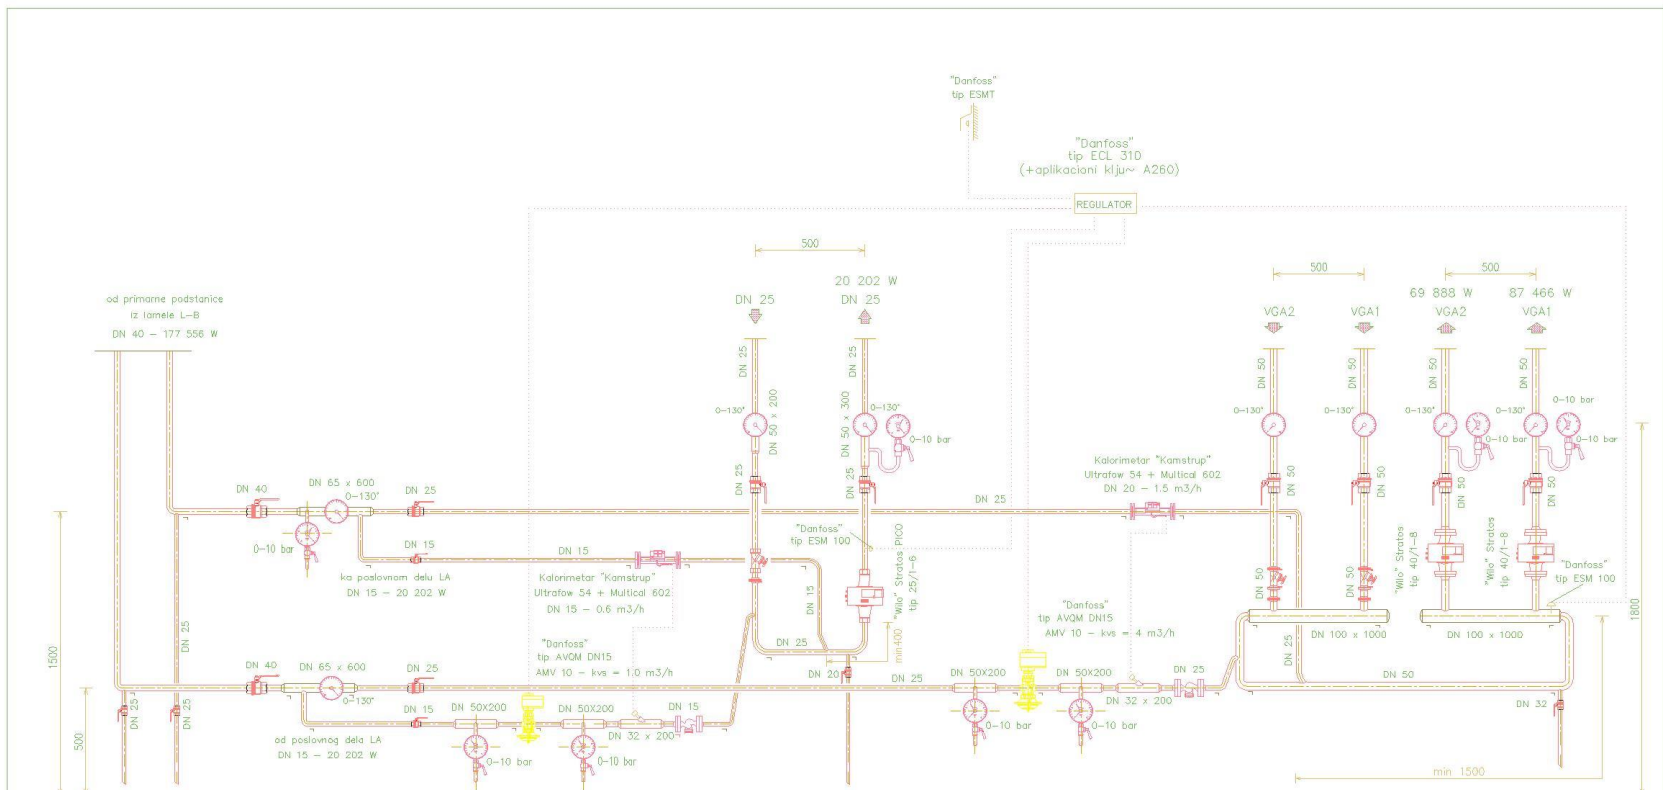 "Danfoss"
tip ESMT
"Danfoss"
tip ECL 310
(+aplikacioni klju~ A260)
REGULATOR
500
20 202 W
DN 25
DN 25
500
500
69 888 W
87 466 W
VGA2
VGA1
VGA2
VGA1
od primarne podstanice
iz lamele L-B
DN 40 - 177 556 W
DN 25
DN 25
DN 50
DN 50
DN 50
DN 50
0-130°
DN 50 x 200
DN 50 x 300
0-130°
0-10 bar
0-130°
0-130°
0-130°
0-10 bar
0-130°
0-10 bar
0-10 bar
DN 25
DN 25
DN 50
DN 50
DN 50
DN 50
Kalorimetar "Kamstrup"
Ultrafow 54 + Multical 602
DN 20 - 1.5 m3/h
DN 40
DN 65 x 600
0-130°
DN 25
DN 25
0-10 bar
DN 15
DN 15
"Danfoss"
tip ESM 100
ka poslovnom delu LA
DN 15 - 20 202 W
Kalorimetar "Kamstrup"
Ultrafow 54 + Multical 602
DN 15 - 0.6 m3/h
DN 15
"Wilo" Stratos PICO
tip 25/1-6
DN 50
DN 50
"Wilo" Stratos
tip 40/1-8
"Wilo" Stratos
tip 40/1-8
"Danfoss"
tip ESM 100
"Danfoss"
tip AVQM DN15
AMV 10 - kvs = 4 m3/h
DN 100 x 1000
DN 100 x 1000
1800
1500
DN 25
DN 25
min400
DN 25
"Danfoss"
tip AVQM DN15
AMV 10 - kvs = 1.0 m3/h
DN 40
DN 65 x 600
0-130°
DN 25
DN 20
DN 25
DN 50X200
DN 50X200
DN 25
DN 50
DN 32 x 200
0-10 bar
0-10 bar
DN 32
500
DN 25
DN 25
DN 15
DN 50X200
DN 50X200
DN 15
DN 32 x 200
od poslovnog dela LA
DN 15 - 20 202 W
0-10 bar
0-10 bar
min 1500